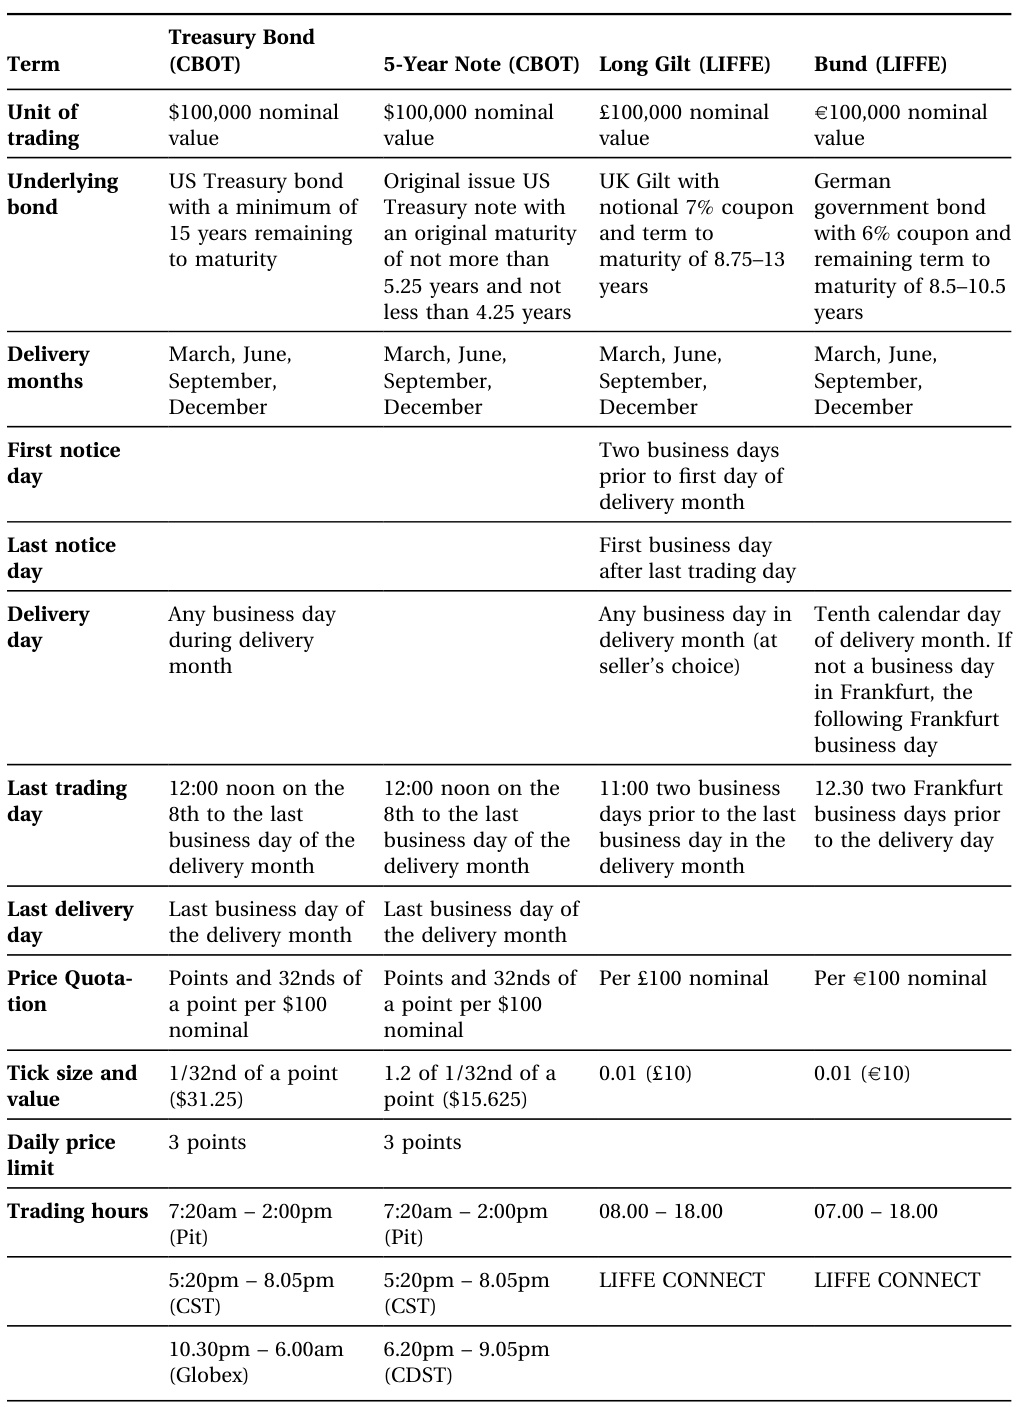 Term
Treasury Bond
(CBOT)
5-Year Note (CBOT)
Long Gilt (LIFFE)
Bund (LIFFE)
Unit of
trading
$100,000 nominal
value
$100,000 nominal
value
£100,000 nominal
value
€100,000 nominal
value
Underlying
bond
US Treasury bond
with a minimum of
15 years remaining
to maturity
Original issue US
Treasury note with
an original maturity
of not more than
5.25 years and not
less than 4.25 years
UK Gilt with
notional 7% coupon
and term to
maturity of 8.75–13
years
German
government bond
with 6% coupon and
remaining term to
maturity of 8.5–10.5
years
Delivery
months
March, June,
September,
December
March, June,
September,
December
March, June,
September,
December
March, June,
September,
December
First notice
day
Two business days
prior to first day of
delivery month
Last notice
day
First business day
after last trading day
Delivery
day
Any business day
during delivery
month
Any business day in
delivery month (at
seller’s choice)
Tenth calendar day
of delivery month. If
not a business day
in Frankfurt, the
following Frankfurt
business day
Last trading
day
12:00 noon on the
8th to the last
business day of the
delivery month
12:00 noon on the
8th to the last
business day of the
delivery month
11:00 two business
days prior to the last
business day in the
delivery month
12.30 two Frankfurt
business days prior
to the delivery day
Last delivery
day
Last business day of
the delivery month
Last business day of
the delivery month
Price Quota-
tion
Points and 32nds of
a point per $100
nominal
Points and 32nds of
a point per $100
nominal
Per £100 nominal
Per €100 nominal
Tick size and
value
1/32nd of a point
($31.25)
1.2 of 1/32nd of a
point ($15.625)
0.01 (£10)
0.01 (€10)
Daily price
limit
3 points
3 points
Trading hours
7:20am – 2:00pm
(Pit)
7:20am – 2:00pm
(Pit)
08.00 – 18.00
07.00 – 18.00
5:20pm – 8.05pm
(CST)
5:20pm – 8.05pm
(CST)
LIFFE CONNECT
LIFFE CONNECT
10.30pm – 6.00am
(Globex)
6.20pm – 9.05pm
(CDST)